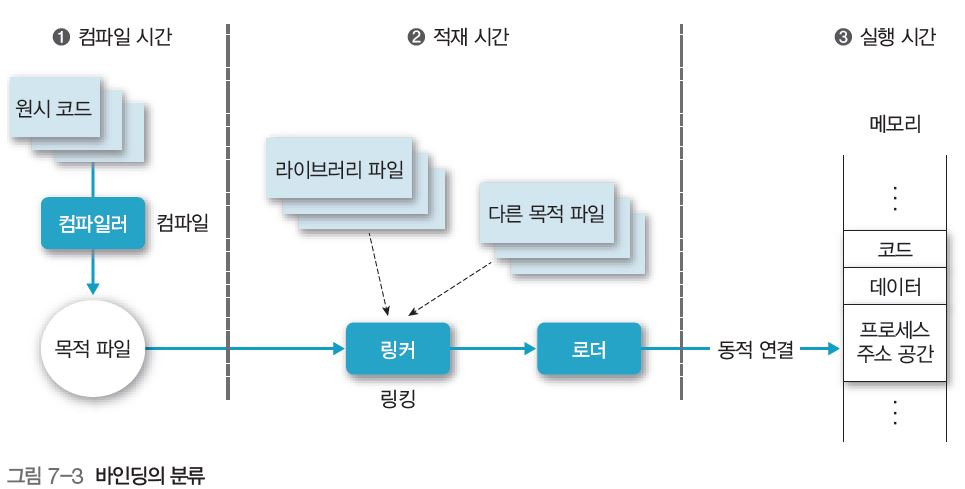 ❶ 컴파일 시간
❷ 적재 시간
❸ 실행 시간
원시 코드
컴파일러
컴파일
목적 파일
라이브러리 파일
다른 목적 파일
링커
링킹
로더
동적 연결
메모리
⋮
코드
데이터
프로세스
주소 공간
⋮
그림 7-3 바인딩의 분류